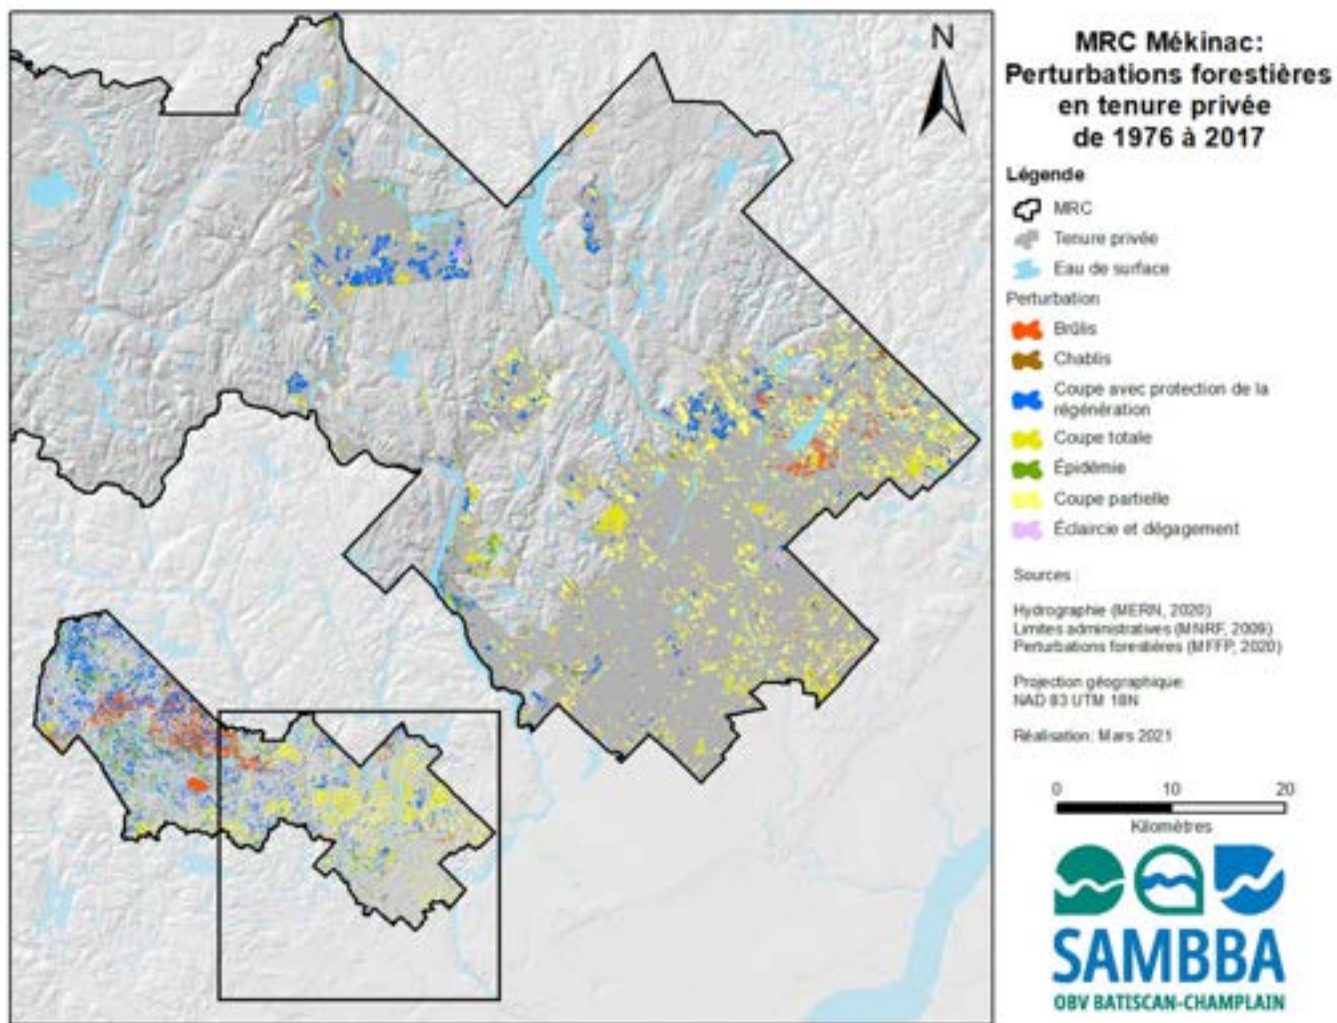 N
MRC Mékinac:
Perturbations forestières
en tenure privée
de 1976 à 2017
Légende
MRC
Tenure privée
Eau de surface
Perturbation
Brûlis
Chablis
Coupe avec protection de la
régénération
Coupe totale
Épidémie
Coupe partielle
Éclaircie et dégagement
Sources :
Hydrographie (MERN, 2020)
Limites administratives (MNRF, 2009)
Perturbations forestières (MFFP, 2020)
Projection géographique:
NAD 83 UTM 18N
Réalisation: Mars 2021
0 10 20
Kilomètres
SAMBBA
OBV BATISCAN-CHAMPLAIN